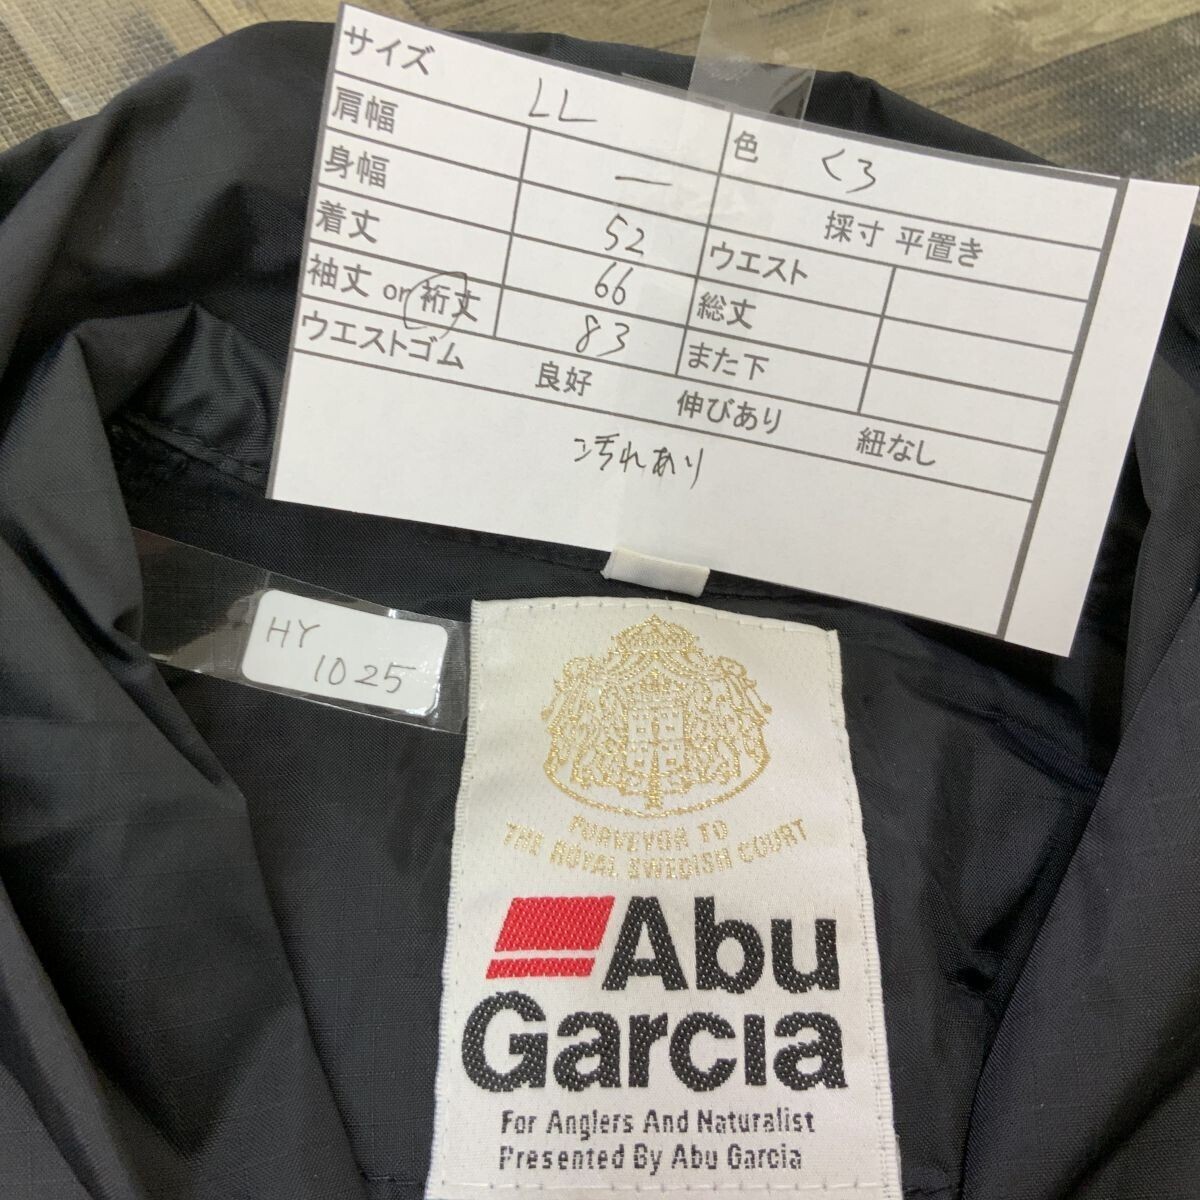 サイズ LL 色 くろ
肩幅 ― 採寸 平置き
身幅 52 ウエスト
着丈 66 総丈
袖丈 or 裄丈 83 また下
ウエストゴム 良好 伸びあり 紐なし
汚れあり
HY
1025
PURVEYOR TO
THE ROYAL SWEDISH COURT
Abu
Garcia
For Anglers And Naturalist
Presented By Abu Garcia